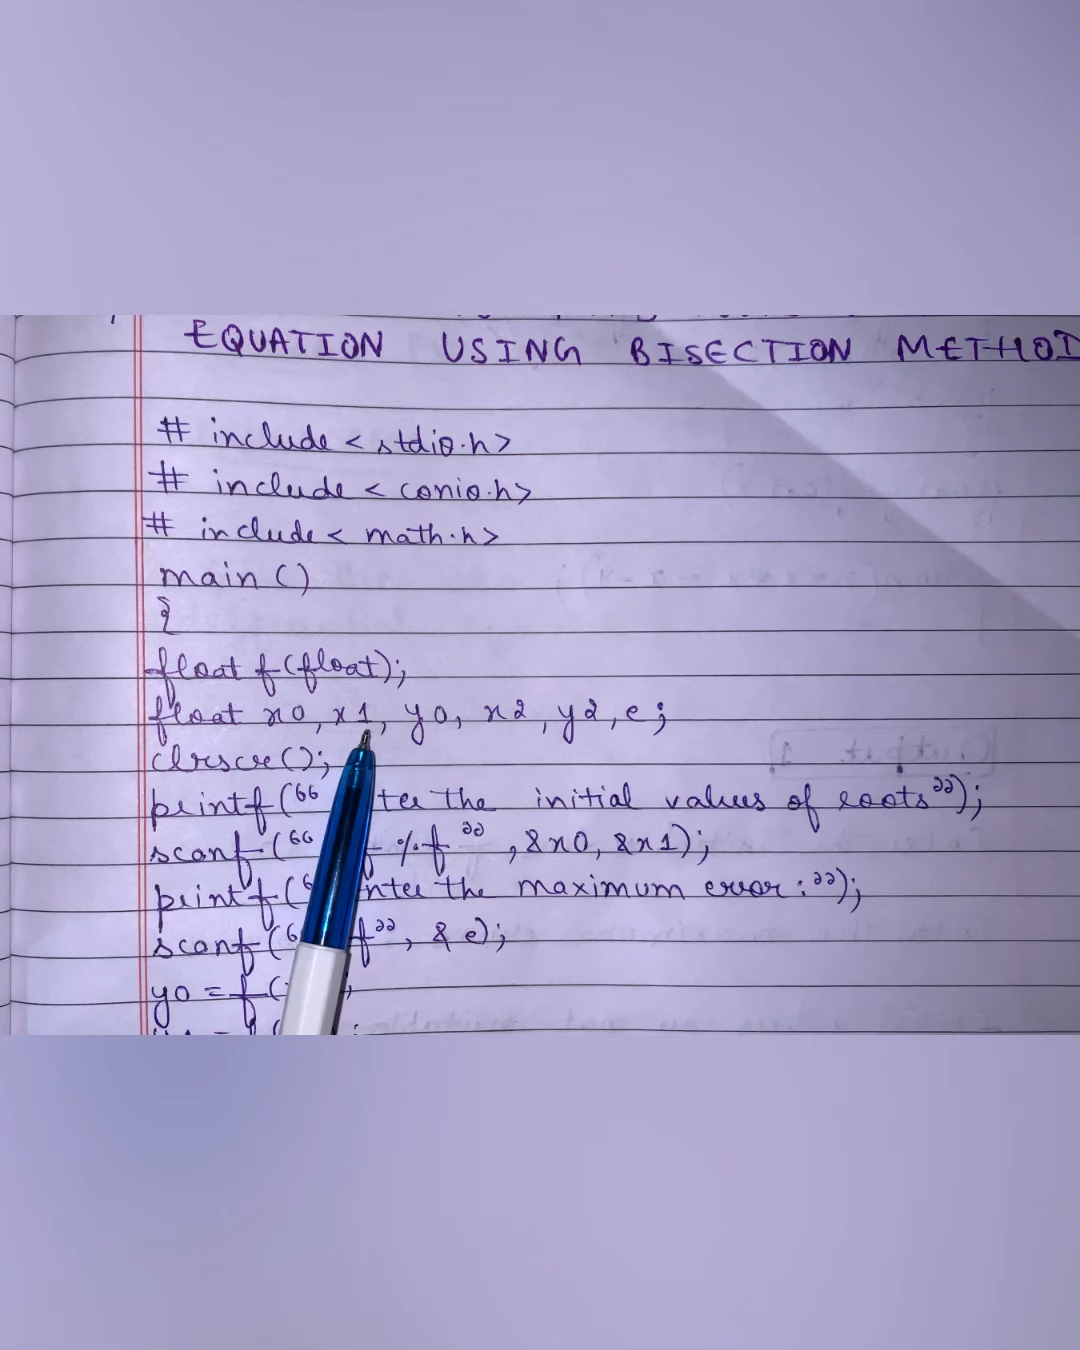 EQUATION USING BISECTION METHOD
# include < stdio.h>
# include < conio.h>
# include < math.h>
main ()
{
float f(float);
float x0, x1, y0, x2, y2, e;
clrscr();
printf(“ ter the initial values of roots”);
scanf(“ %f”, &x0, &x1);
printf( nter the maximum error:”);
scanf( f”, & e);
y0 = f(